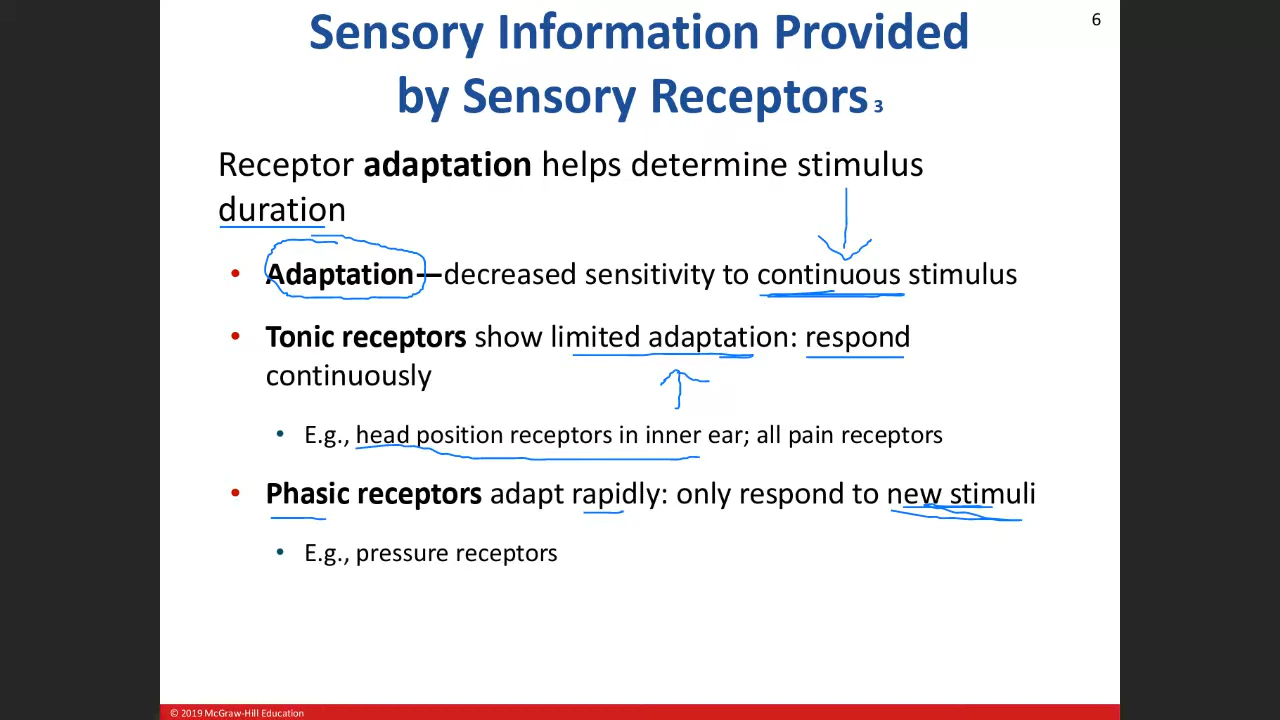 6
Sensory Information Provided
by Sensory Receptors 3
Receptor adaptation helps determine stimulus
duration
• Adaptation—decreased sensitivity to continuous stimulus
• Tonic receptors show limited adaptation: respond
continuously
• E.g., head position receptors in inner ear; all pain receptors
• Phasic receptors adapt rapidly: only respond to new stimuli
• E.g., pressure receptors
© 2019 McGraw-Hill Education